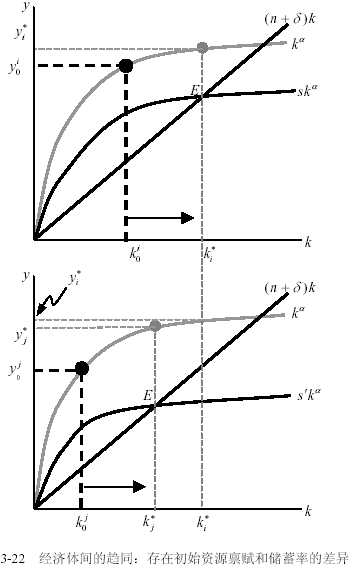 y
(n + δ)k
y_i^*
k^α
y_0^i
E
sk^α
k_0^i
k_i^*
k
y
y_i^*
(n + δ)k
y_j^*
k^α
y_0^j
E
s′k^α
k_0^j
k_j^*
k_i^*
k
3-22 经济体间的趋同：存在初始资源禀赋和储蓄率的差异